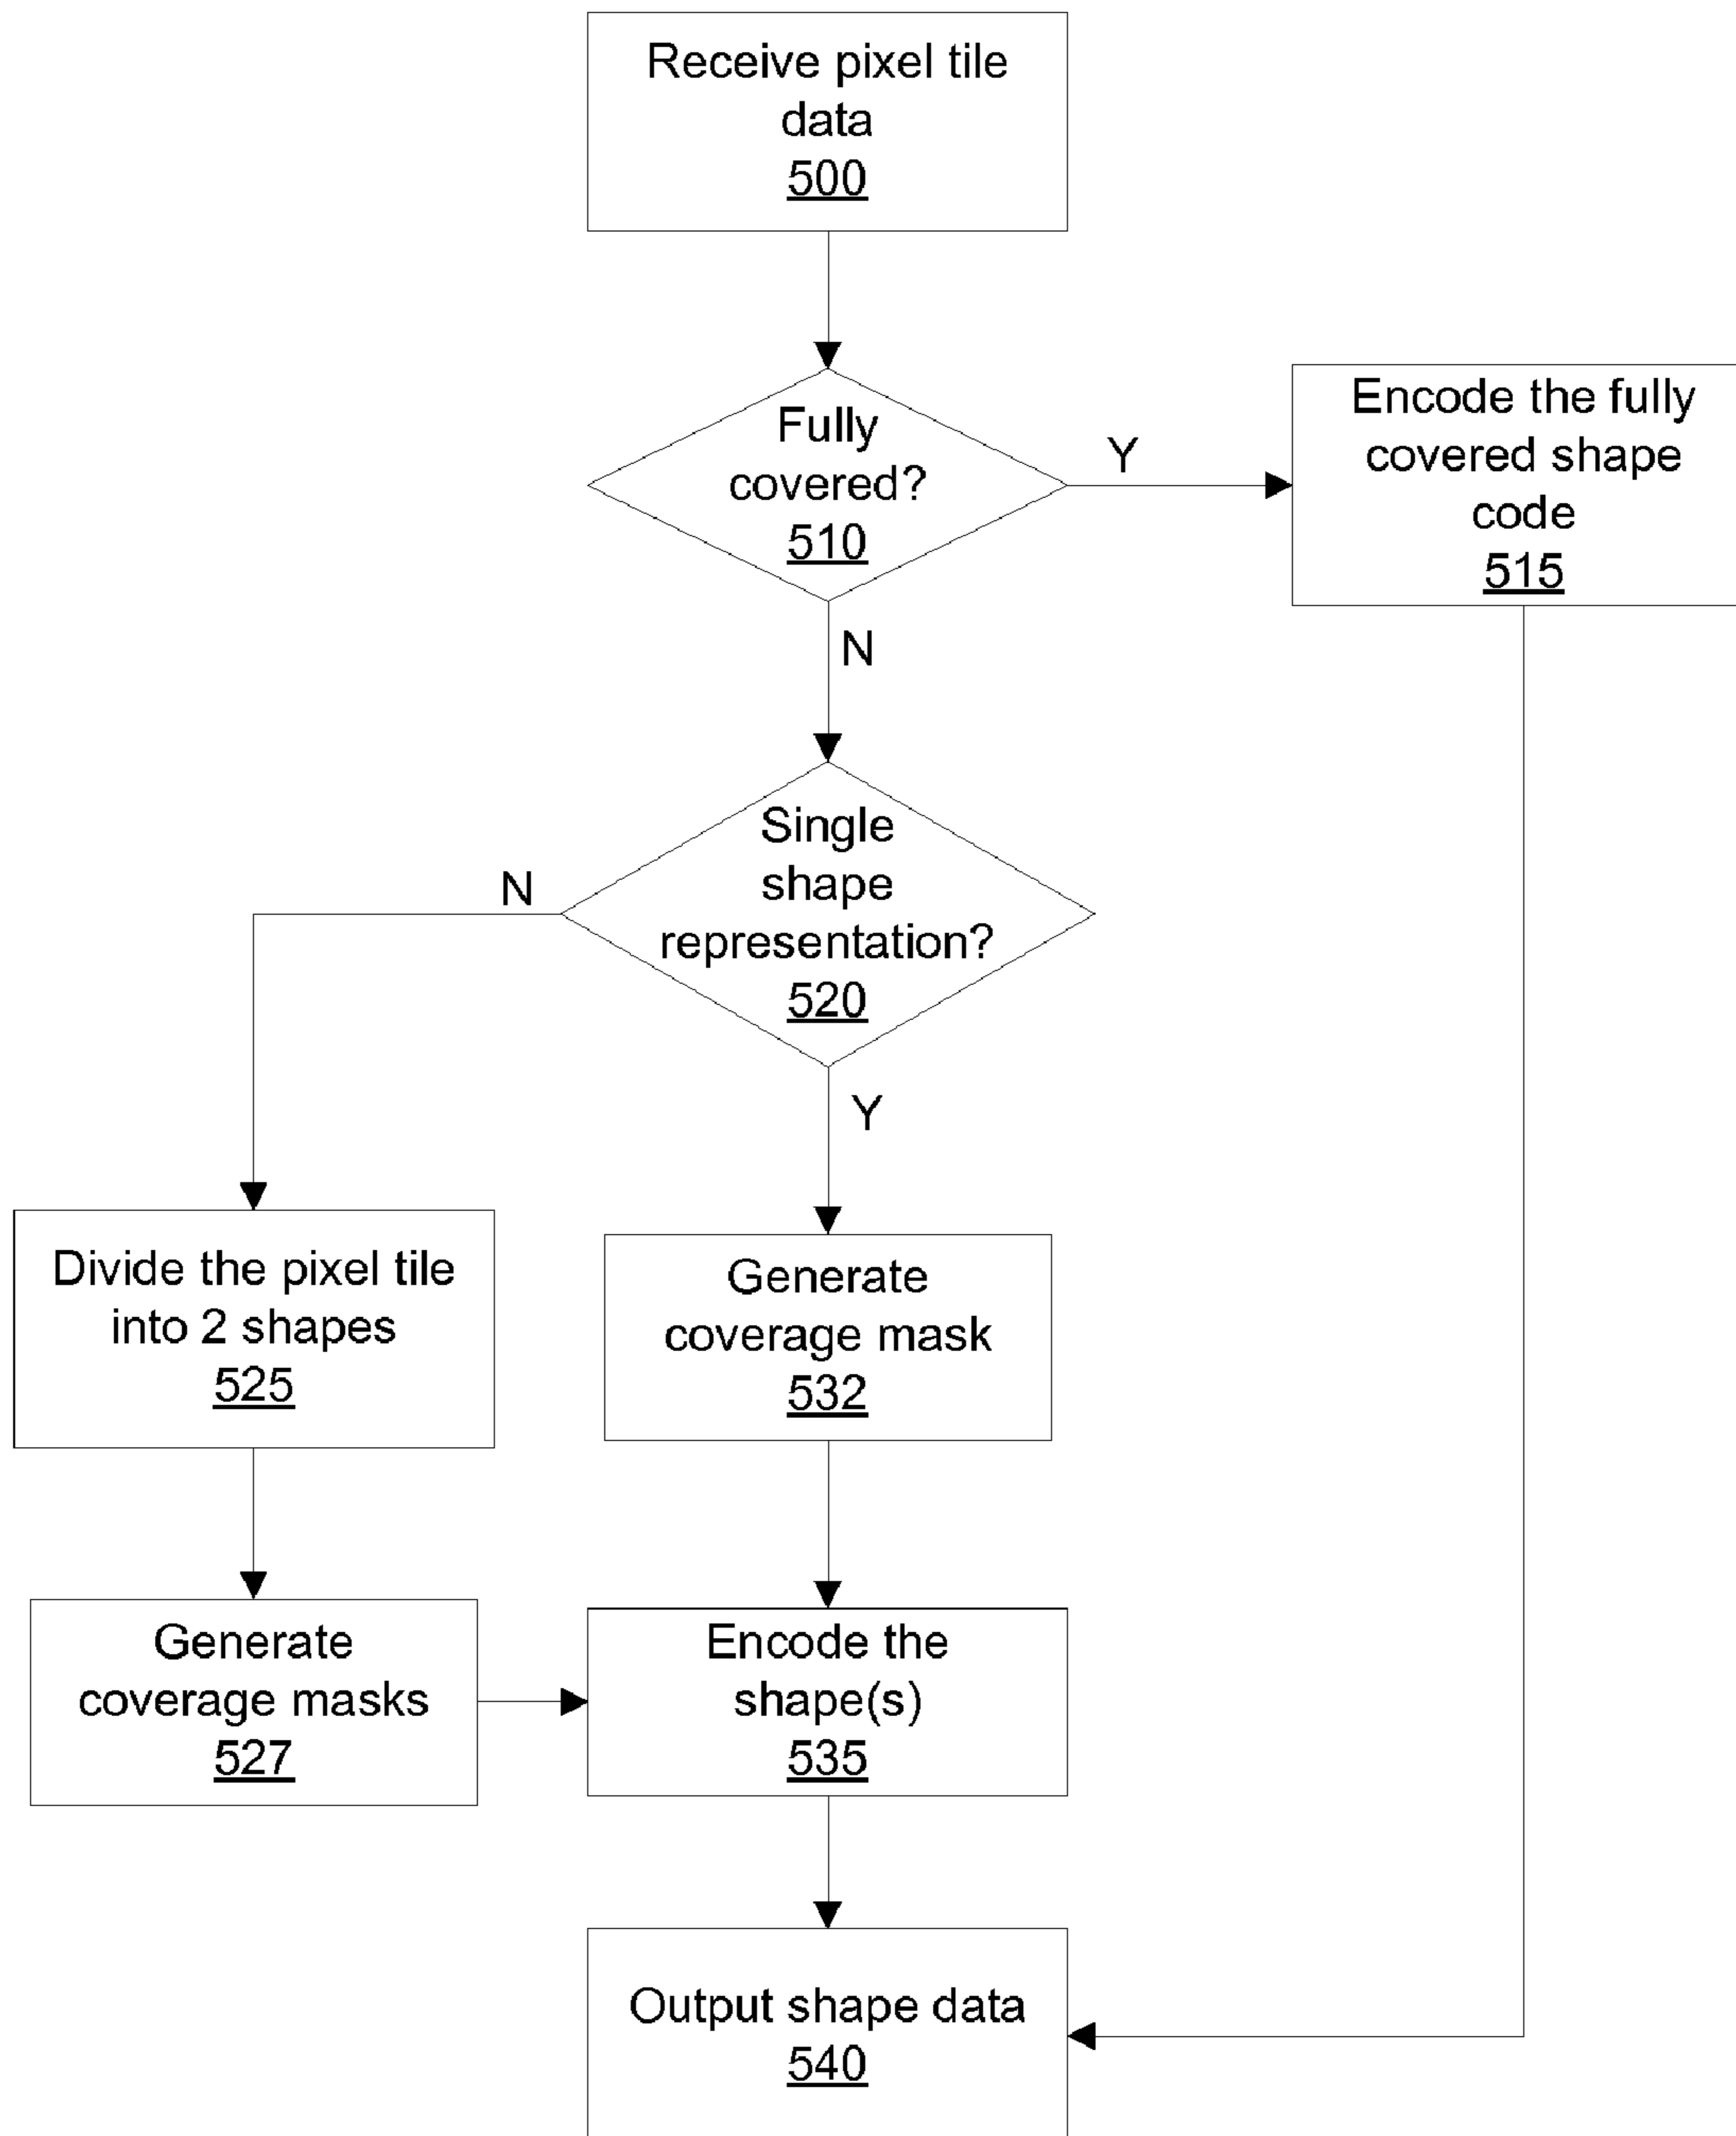 Receive pixel tile
data
500
Fully
covered?
510
Y
Encode the fully
covered shape
code
515
N
Single
shape
representation?
520
N
Y
Divide the pixel tile
into 2 shapes
525
Generate
coverage mask
532
Generate
coverage masks
527
Encode the
shape(s)
535
Output shape data
540